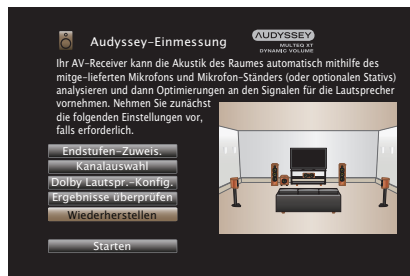 Audyssey-Einmessung
AUDYSSEY
MULTEQ XT
DYNAMIC VOLUME
Ihr AV-Receiver kann die Akustik des Raumes automatisch mithilfe des
mitge-lieferten Mikrofons und Mikrofon-Ständers (oder optionalen Stativs)
analysieren und dann Optimierungen an den Signalen für die Lautsprecher
vornehmen. Nehmen Sie zunächst
die folgenden Einstellungen vor,
falls erforderlich.
Endstufen-Zuweis.
Kanalauswahl
Dolby Lautspr.-Konfig.
Ergebnisse überprüfen
Wiederherstellen
Starten